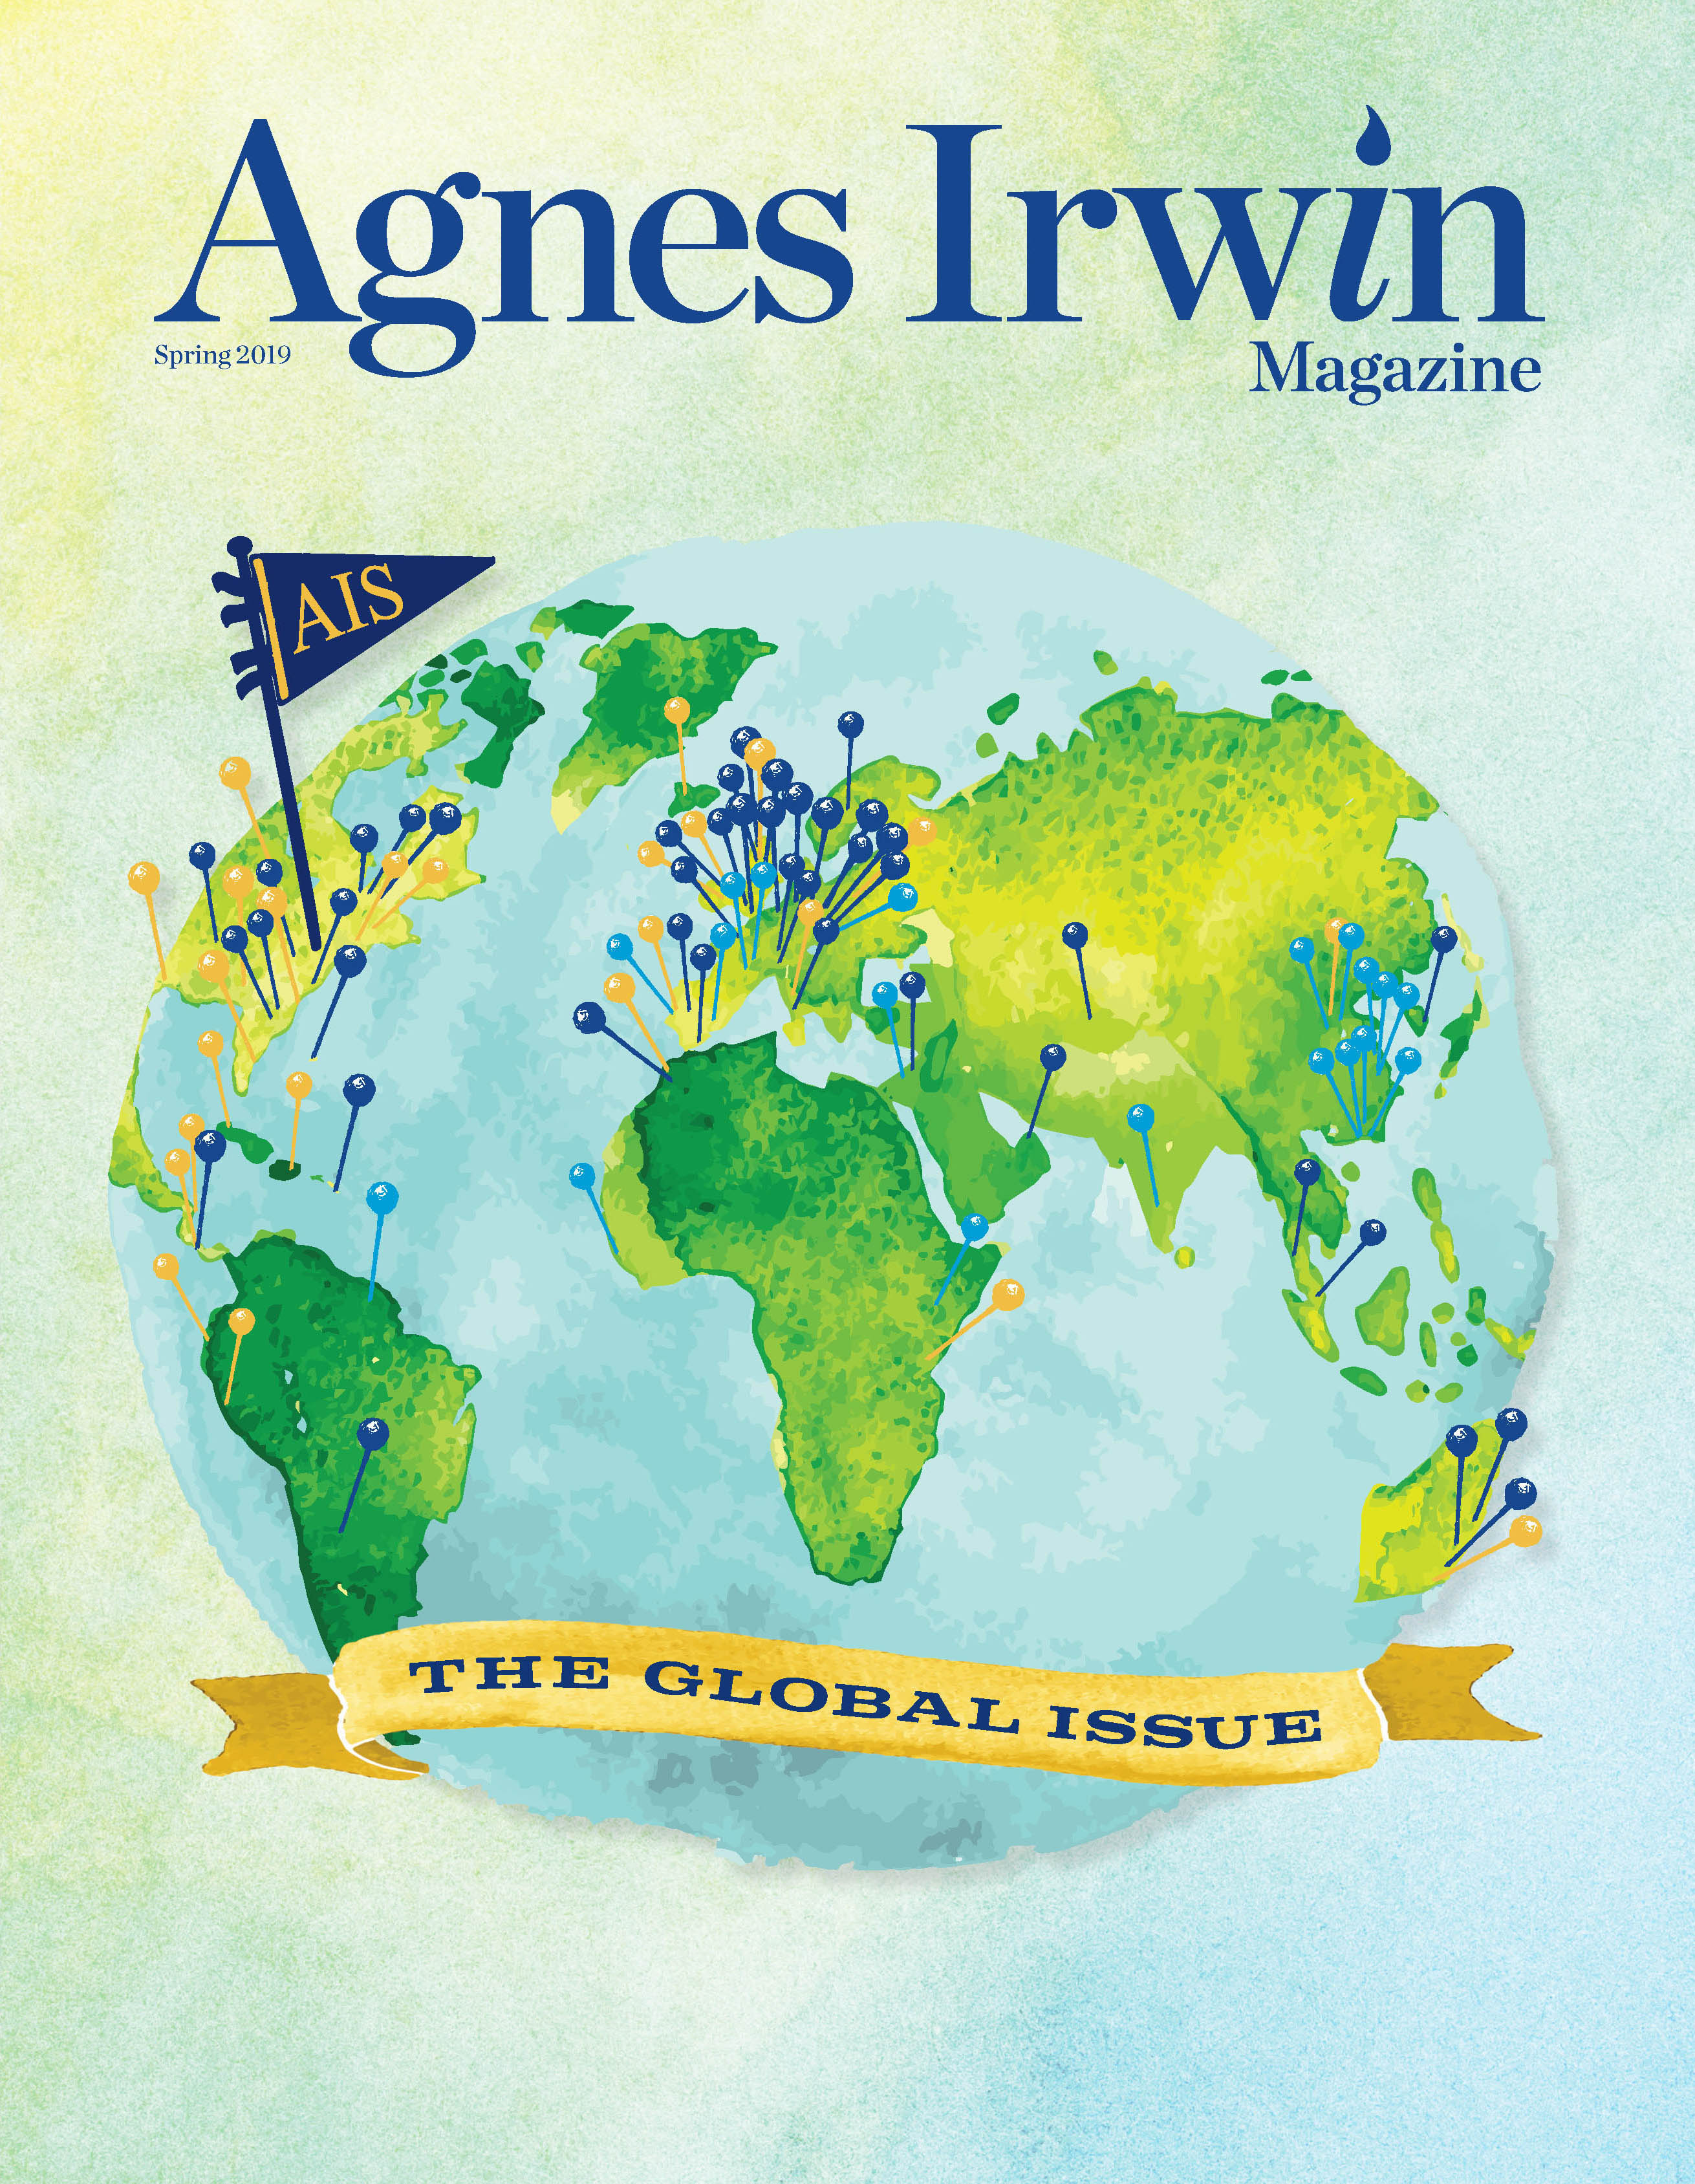 Agnes Irwin
Spring 2019
Magazine
AIS
THE GLOBAL ISSUE